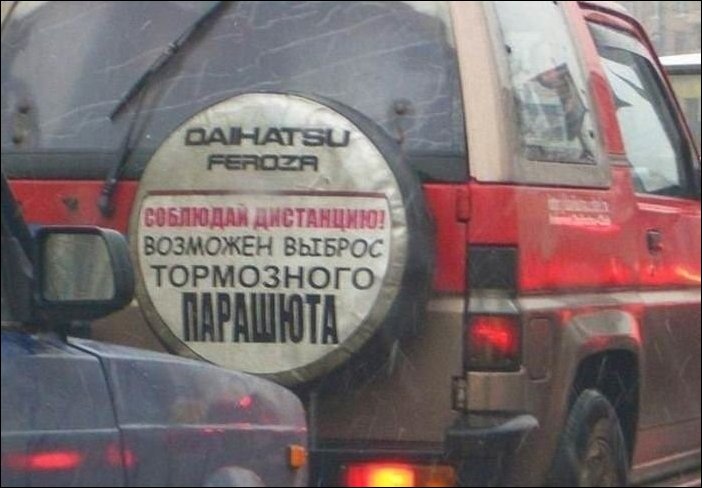 DAIHATSU
FEROZA
СОБЛЮДАЙ ДИСТАНЦИЮ!
ВОЗМОЖЕН ВЫБРОС
ТОРМОЗНОГО
ПАРАШЮТА